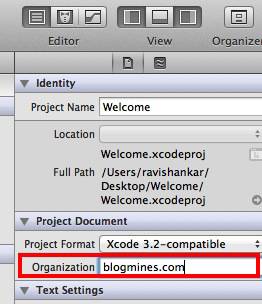 Editor View Organizer
Identity
Project Name Welcome
Location
Welcome.xcodeproj
Full Path /Users/ravishankar/
Desktop/Welcome/
Welcome.xcodeproj
Project Document
Project Format Xcode 3.2-compatible
Organization blogmines.com
Text Settings